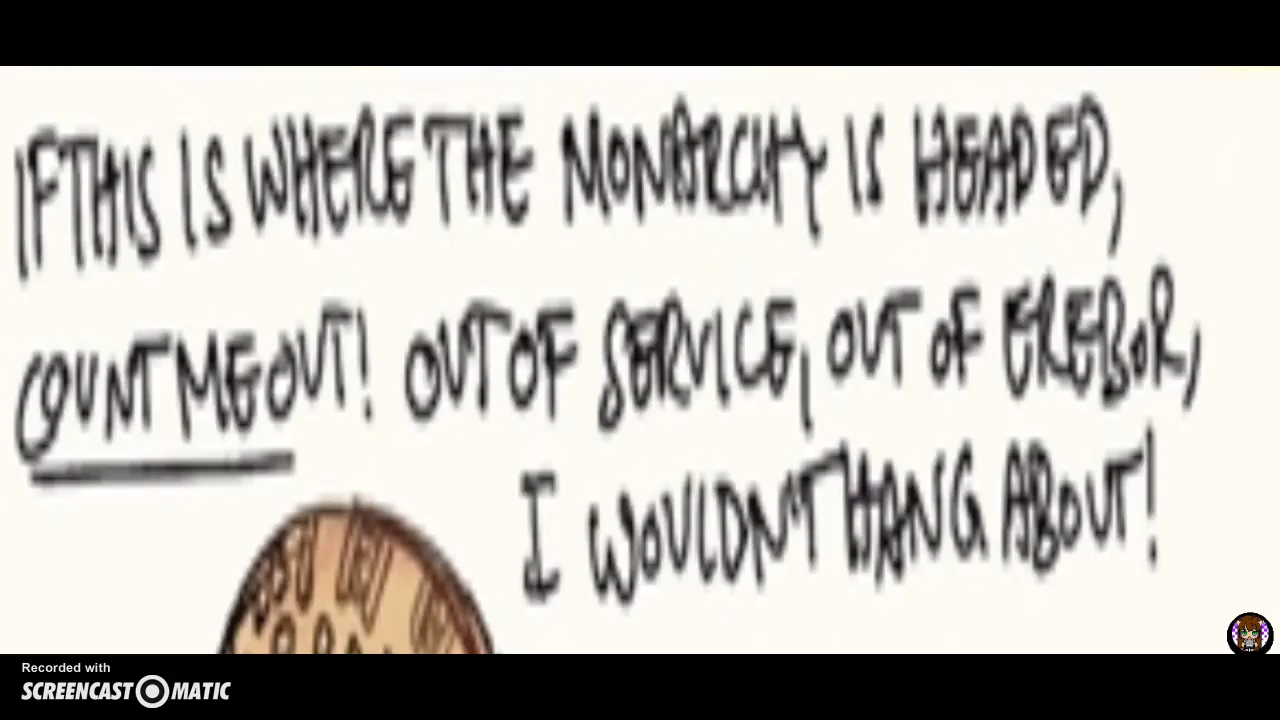 IF THIS IS WHERE THE MONARCHY IS HEADED,
COUNT ME OUT! OUT OF SERVICE, OUT OF EREBOR,
I WOULDN'T HANG ABOUT!
Recorded with
SCREENCAST MATIC